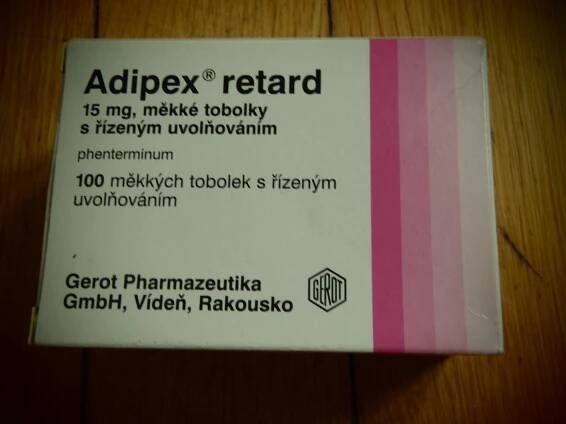 Adipex® retard
15 mg, měkké tobolky
s řízeným uvolňováním
phenterminum
100 měkkých tobolek s řízeným
uvolňováním
Gerot Pharmazeutika
GmbH, Vídeň, Rakousko
GEROT